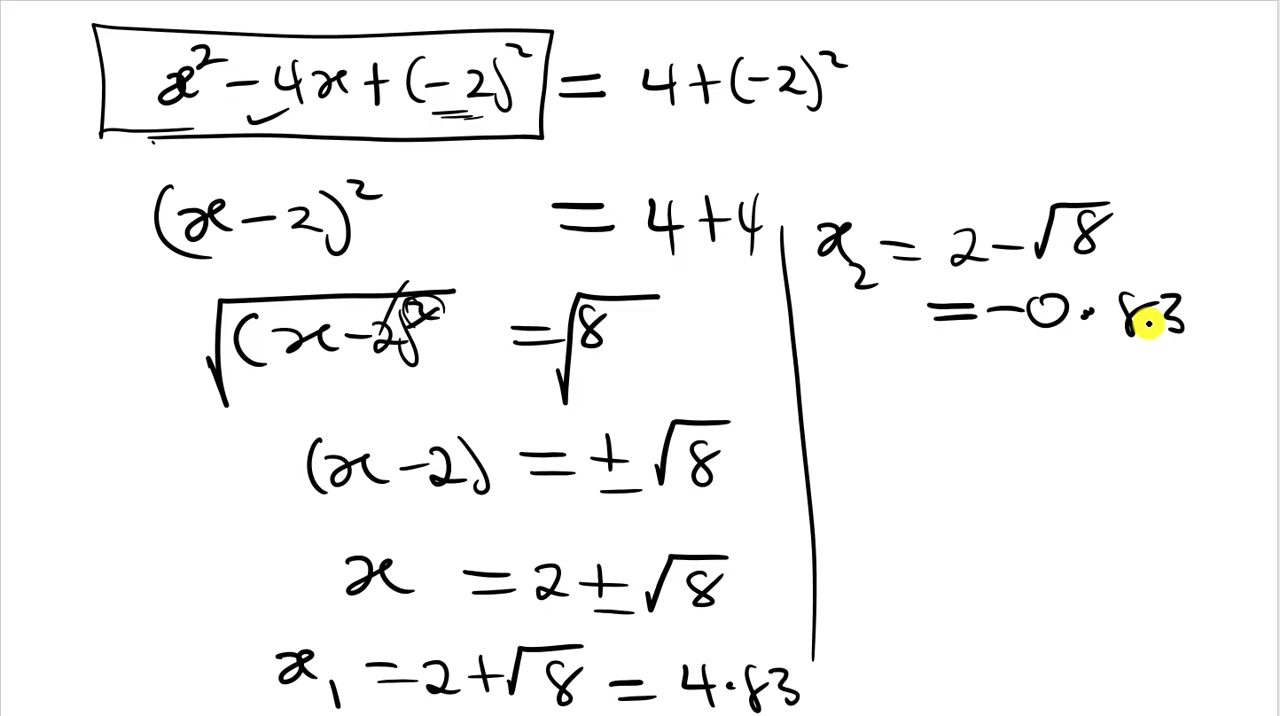 x² - 4x + (-2)² = 4 + (-2)²
(x - 2)² = 4 + 4
√(x - 2)² = √8
(x - 2) = ± √8
x = 2 ± √8
x₁ = 2 + √8 = 4.83
x₂ = 2 - √8
= -0.83